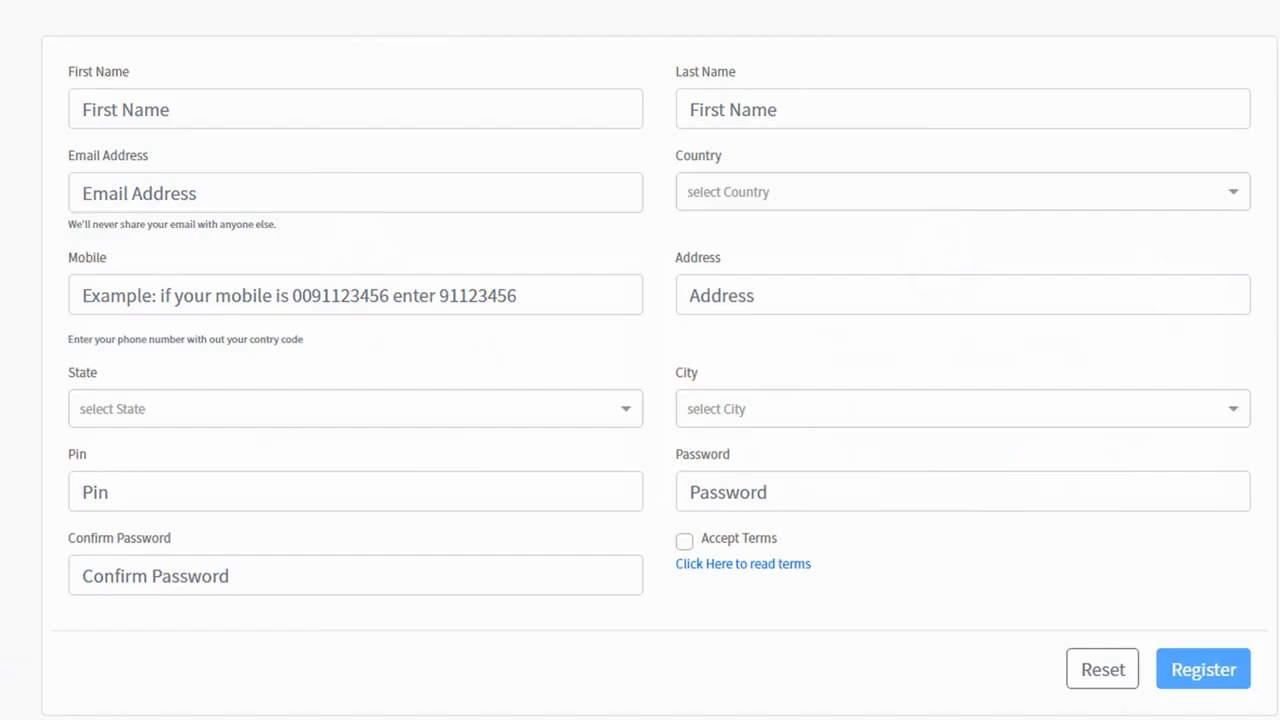 First Name
Last Name
First Name
First Name
Email Address
Country
Email Address
select Country
We'll never share your email with anyone else.
Mobile
Address
Example: if your mobile is 0091123456 enter 91123456
Address
Enter your phone number with out your contry code
State
City
select State
select City
Pin
Password
Pin
Password
Confirm Password
Accept Terms
Click Here to read terms
Confirm Password
Reset
Register